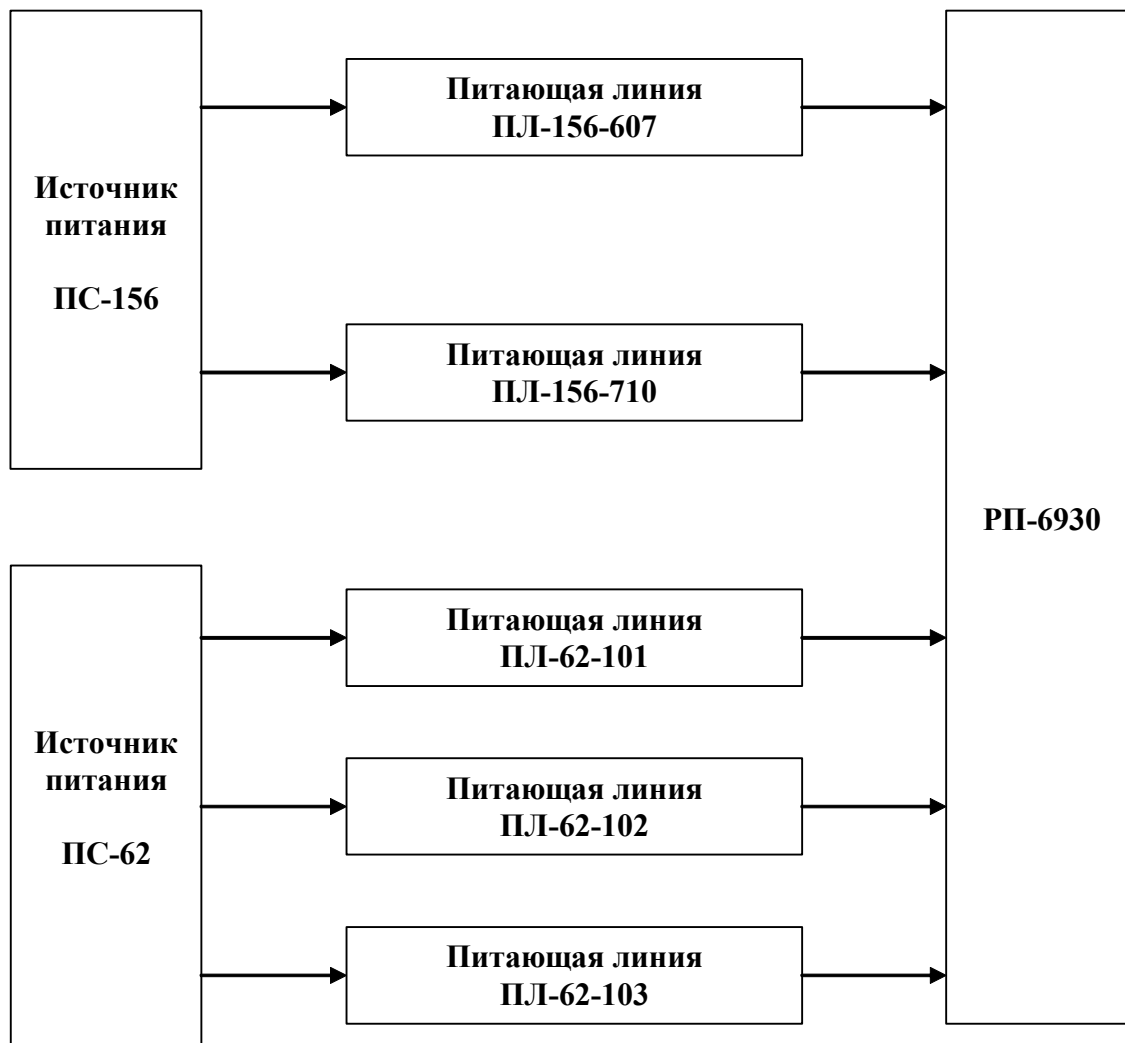 Источник
питания
ПС-156
Питающая линия
ПЛ-156-607
Питающая линия
ПЛ-156-710
РП-6930
Источник
питания
ПС-62
Питающая линия
ПЛ-62-101
Питающая линия
ПЛ-62-102
Питающая линия
ПЛ-62-103